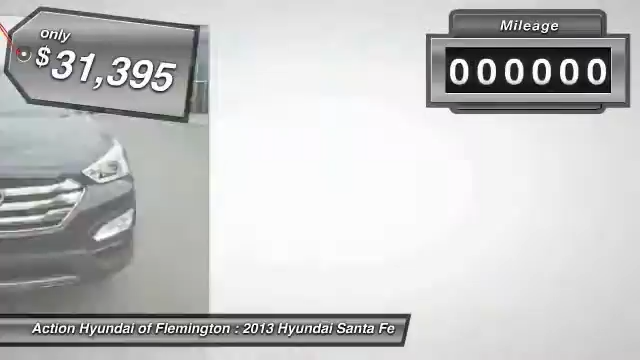 only
$31,395
Mileage
000000
Action Hyundai of Flemington : 2013 Hyundai Santa Fe